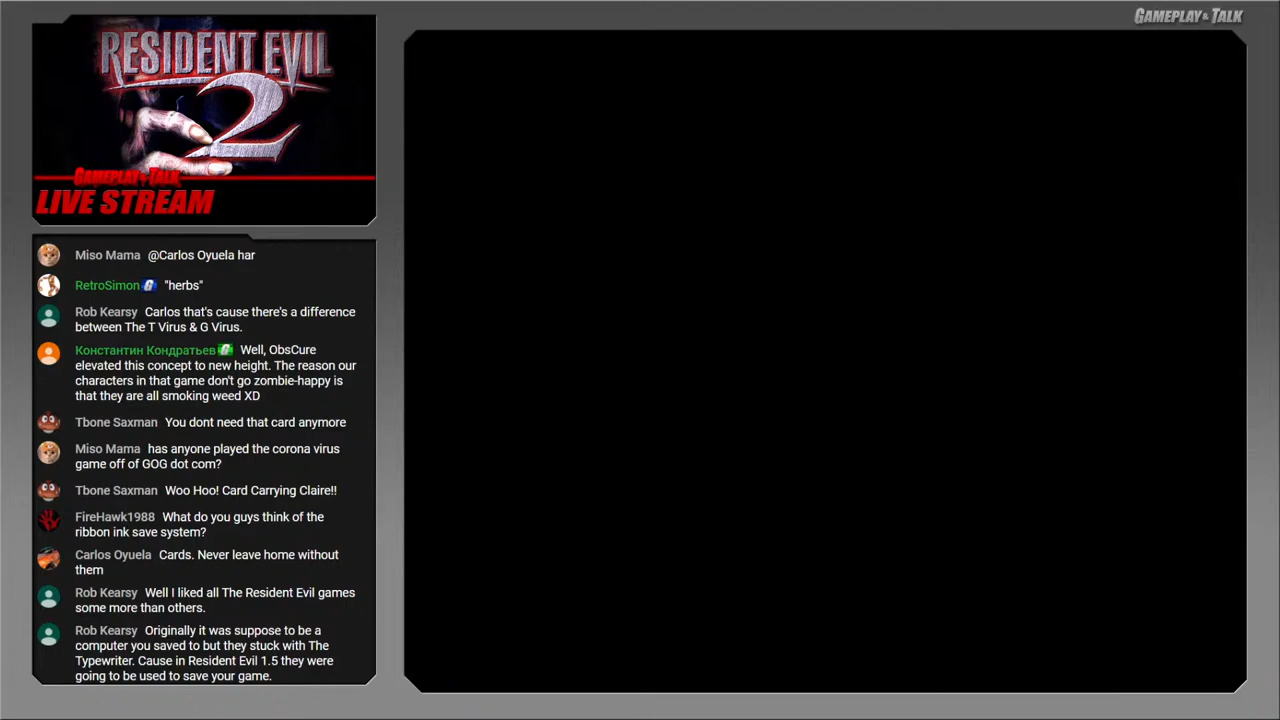 GAMEPLAY & TALK
RESIDENT EVIL
2
GAMEPLAY & TALK
LIVE STREAM
Miso Mama @Carlos Oyuela har
RetroSimon G "herbs"
Rob Kearsy Carlos that's cause there's a difference
between The T Virus & G Virus.
Константин Кондратьев G Well, ObsCure
elevated this concept to new height. The reason our
characters in that game don't go zombie-happy is
that they are all smoking weed XD
Tbone Saxman You dont need that card anymore
Miso Mama has anyone played the corona virus
game off of GOG dot com?
Tbone Saxman Woo Hoo! Card Carrying Claire!!
FireHawk1988 What do you guys think of the
ribbon ink save system?
Carlos Oyuela Cards. Never leave home without
them
Rob Kearsy Well I liked all The Resident Evil games
some more than others.
Rob Kearsy Originally it was suppose to be a
computer you saved to but they stuck with The
Typewriter. Cause in Resident Evil 1.5 they were
going to be used to save your game.